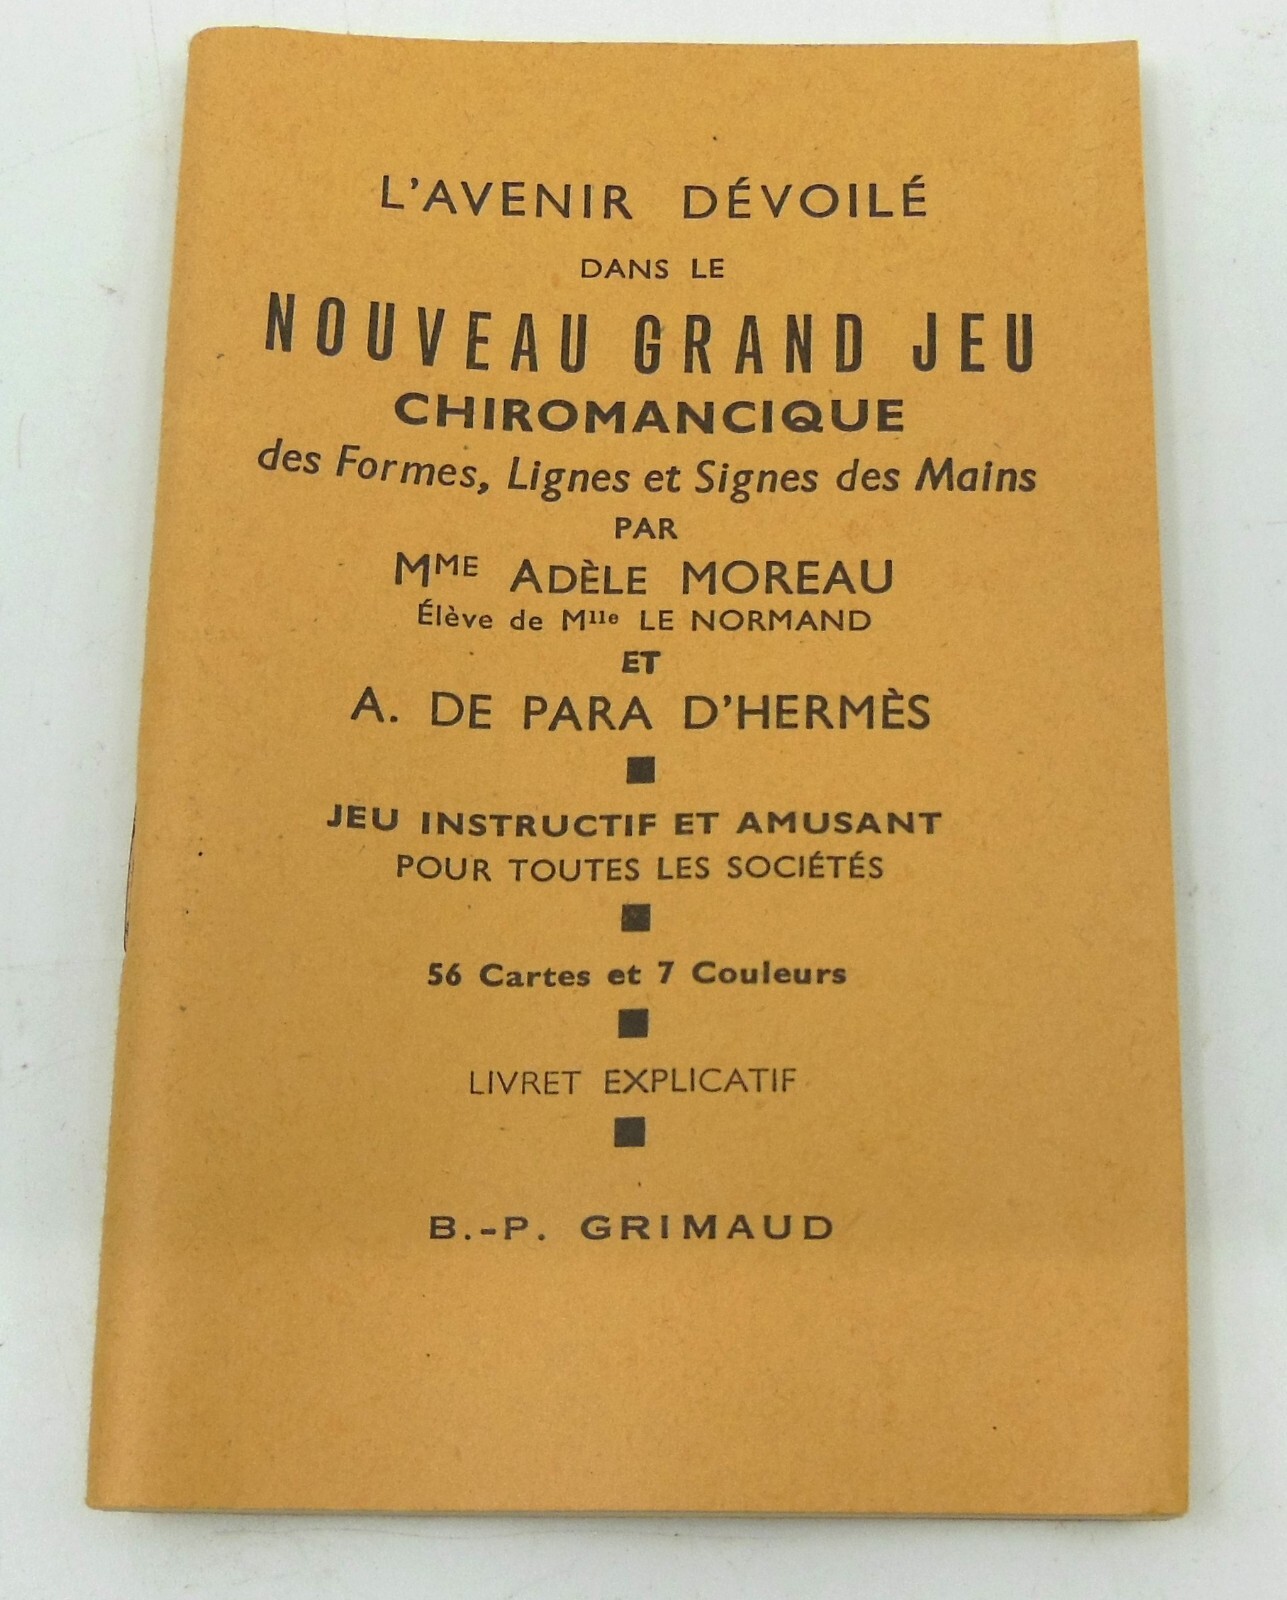 L'AVENIR DÉVOILÉ
DANS LE
NOUVEAU GRAND JEU
CHIROMANCIQUE
des Formes, Lignes et Signes des Mains
PAR
MME ADÈLE MOREAU
Élève de Mlle LE NORMAND
ET
A. DE PARA D'HERMÈS
JEU INSTRUCTIF ET AMUSANT
POUR TOUTES LES SOCIÉTÉS
56 Cartes et 7 Couleurs
LIVRET EXPLICATIF
B.-P. GRIMAUD